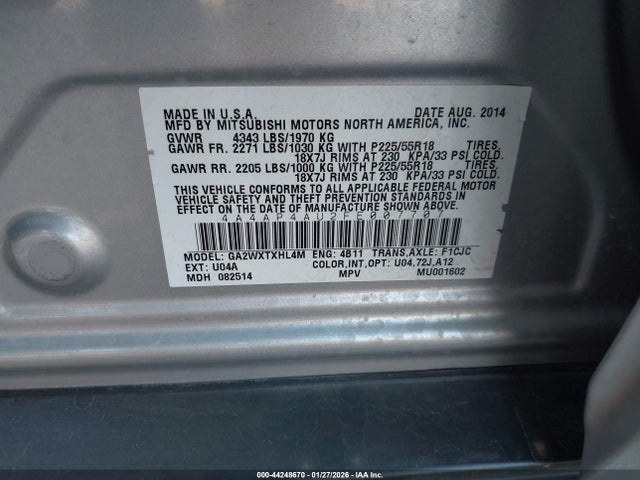 MADE IN U.S.A. DATE AUG. 2014
MFD BY MITSUBISHI MOTORS NORTH AMERICA, INC.
GVWR 4343 LBS/1970 KG
GAWR FR. 2271 LBS/1030 KG WITH P225/55R18 TIRES,
18X7J RIMS AT 230 KPA/33 PSI COLD.
GAWR RR. 2205 LBS/1000 KG WITH P225/55R18 TIRES,
18X7J RIMS AT 230 KPA/33 PSI COLD.
THIS VEHICLE CONFORMS TO ALL APPLICABLE FEDERAL MOTOR
VEHICLE SAFETY AND THEFT PREVENTION STANDARDS IN
EFFECT ON THE DATE OF MANUFACTURE SHOWN ABOVE.
4A4AP4AU2FE007707
MODEL: GA2WXTXHL4M ENG: 4B11 TRANS,AXLE: F1CJC
EXT: U04A COLOR,INT,OPT: U04,72J,A12
MDH 082514 MPV MU001602
000-44248670 - 01/27/2026 - IAA Inc.